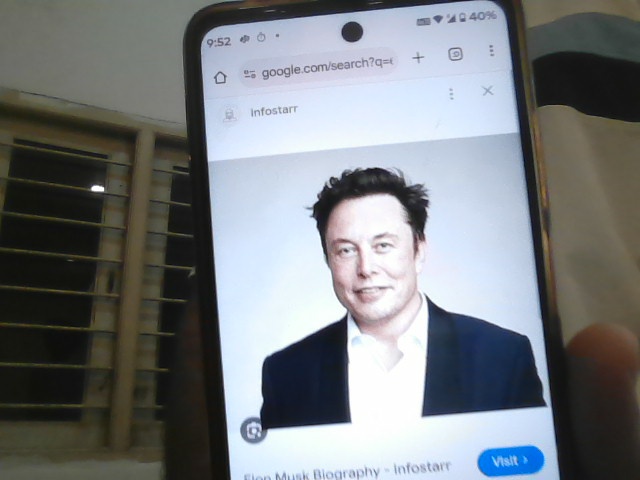 9:52 40%
google.com/search?q=
infostarr
Elon Musk Biography - Infostarr
Visit ›